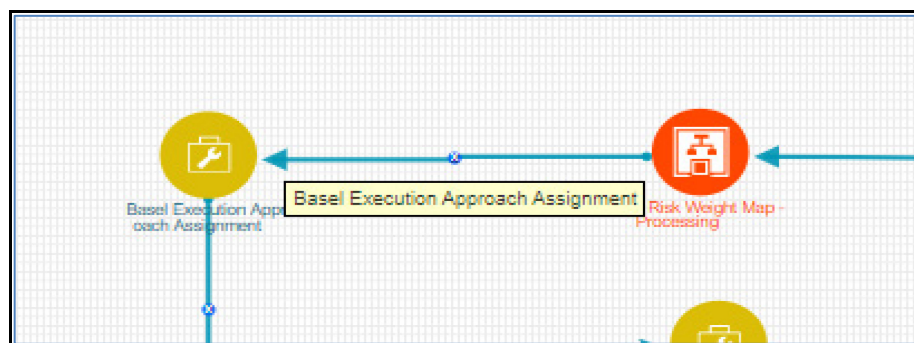 Basel Execution Approach Assignment
Basel Execution App
oach Assignment
Risk Weight Map -
Processing